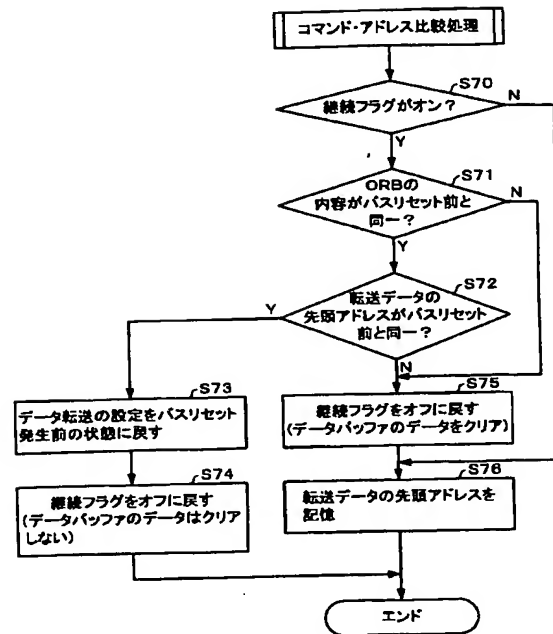 コマンド・アドレス比較処理
S70
継続フラグがオン？
N
Y
S71
ORBの
内容がバスリセット前と
同一？
N
Y
S72
転送データの
先頭アドレスがバスリセット
前と同一？
Y
N
S73
データ転送の設定をバスリセット
発生前の状態に戻す
S75
継続フラグをオフに戻す
(データバッファのデータをクリア)
S74
継続フラグをオフに戻す
(データバッファのデータはクリア
しない)
S76
転送データの先頭アドレスを
記憶
エンド